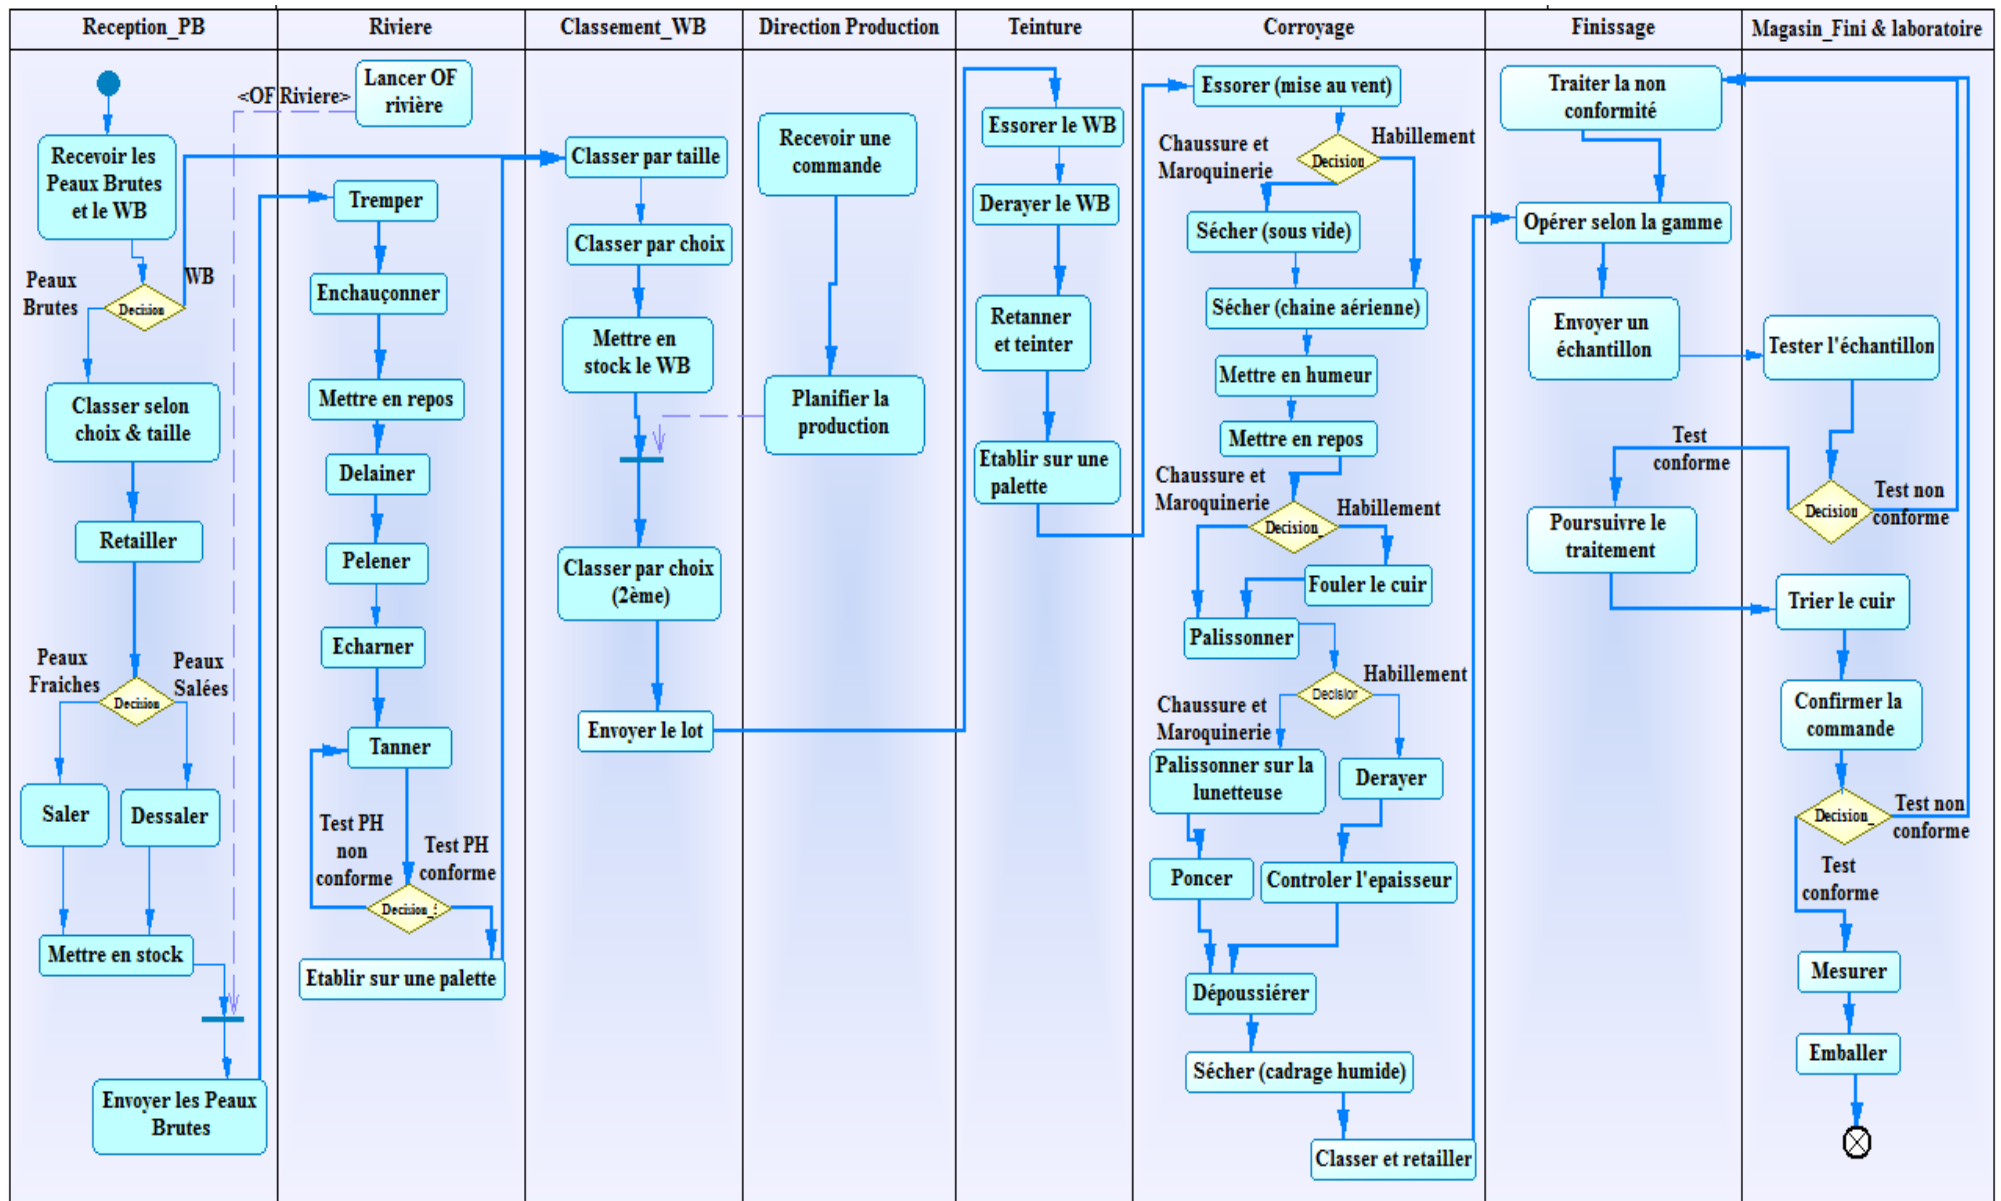 Reception_PB
Riviere
Classement_WB
Direction Production
Teinture
Corroyage
Finissage
Magasin_Fini & laboratoire
Recevoir les
Peaux Brutes
et le WB
Peaux
Brutes
WB
Decision
Classer selon
choix & taille
Retailler
Peaux
Fraiches
Peaux
Salées
Decision
Saler
Dessaler
Mettre en stock
Envoyer les Peaux
Brutes
<OF Riviere>
Lancer OF
rivière
Tremper
Enchauçonner
Mettre en repos
Delainer
Pelener
Echarner
Tanner
Test PH
non
conforme
Test PH
conforme
Decision_
Etablir sur une palette
Classer par taille
Classer par choix
Mettre en
stock le WB
Classer par choix
(2ème)
Envoyer le lot
Recevoir une
commande
Planifier la
production
Essorer le WB
Derayer le WB
Retanner
et teinter
Etablir sur une
palette
Essorer (mise au vent)
Chaussure et
Maroquinerie
Habillement
Decision
Sécher (sous vide)
Sécher (chaine aérienne)
Mettre en humeur
Mettre en repos
Chaussure et
Maroquinerie
Habillement
Decision_
Fouler le cuir
Palissonner
Habillement
Decision
Chaussure et
Maroquinerie
Palissonner sur la
lunetteuse
Derayer
Poncer
Controler l'epaisseur
Dépoussiérer
Sécher (cadrage humide)
Classer et retailler
Traiter la non
conformité
Opérer selon la gamme
Envoyer un
échantillon
Test
conforme
Poursuivre le
traitement
Tester l'échantillon
Test non
conforme
Decision
Trier le cuir
Confirmer la
commande
Test non
conforme
Decision_
Test
conforme
Mesurer
Emballer